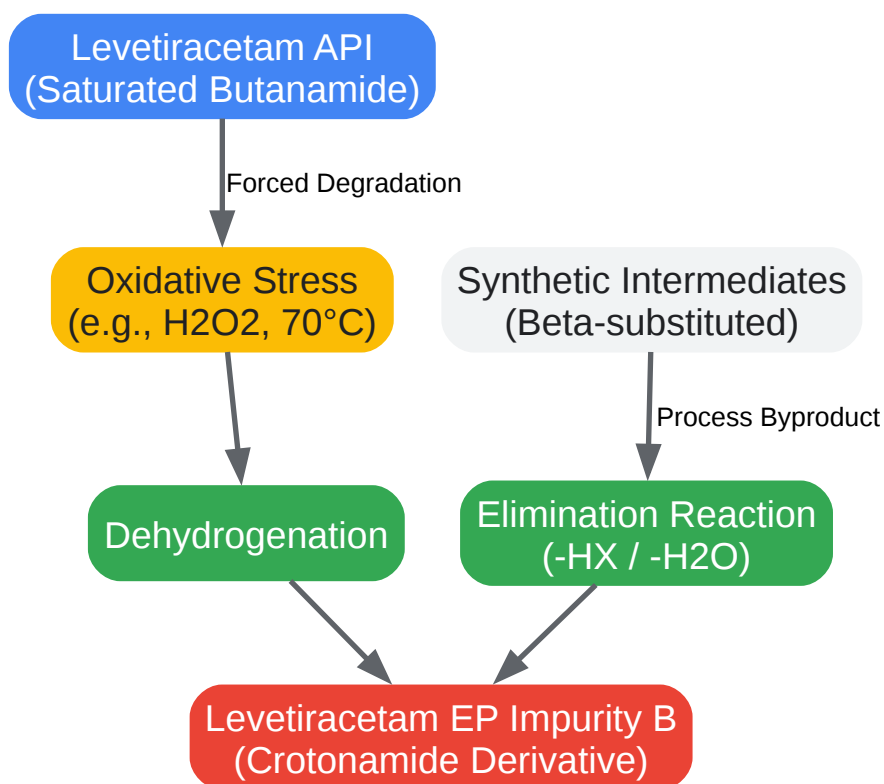 Levetiracetam API
(Saturated Butanamide)
Forced Degradation
Oxidative Stress
(e.g., H2O2, 70°C)
Synthetic Intermediates
(Beta-substituted)
Process Byproduct
Dehydrogenation
Elimination Reaction
(-HX / -H2O)
Levetiracetam EP Impurity B
(Crotonamide Derivative)